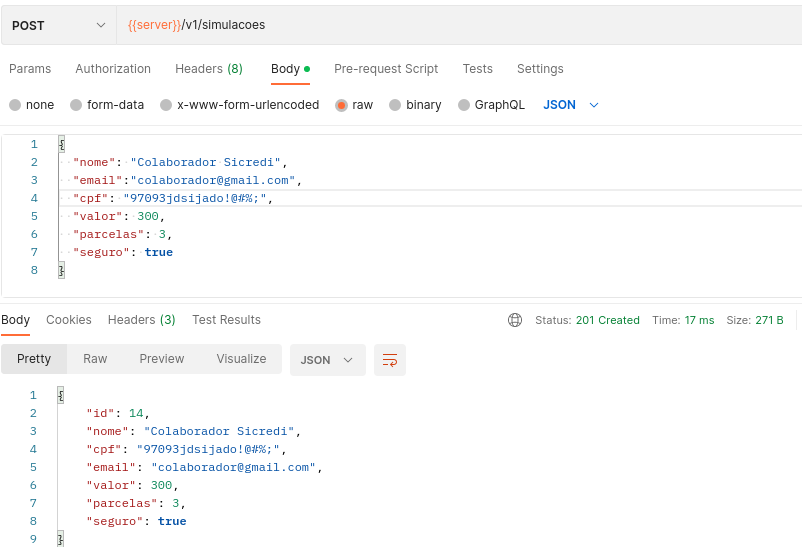 POST {{server}}/v1/simulacoes
Params Authorization Headers (8) Body Pre-request Script Tests Settings
none form-data x-www-form-urlencoded raw binary GraphQL JSON
1 {
2 "nome": "Colaborador Sicredi",
3 "email":"colaborador@gmail.com",
4 "cpf": "97093jdsijado!@#%;",
5 "valor": 300,
6 "parcelas": 3,
7 "seguro": true
8 }
Body Cookies Headers (3) Test Results Status: 201 Created Time: 17 ms Size: 271 B
Pretty Raw Preview Visualize JSON
1 {
2 "id": 14,
3 "nome": "Colaborador Sicredi",
4 "cpf": "97093jdsijado!@#%;",
5 "email": "colaborador@gmail.com",
6 "valor": 300,
7 "parcelas": 3,
8 "seguro": true
9 }